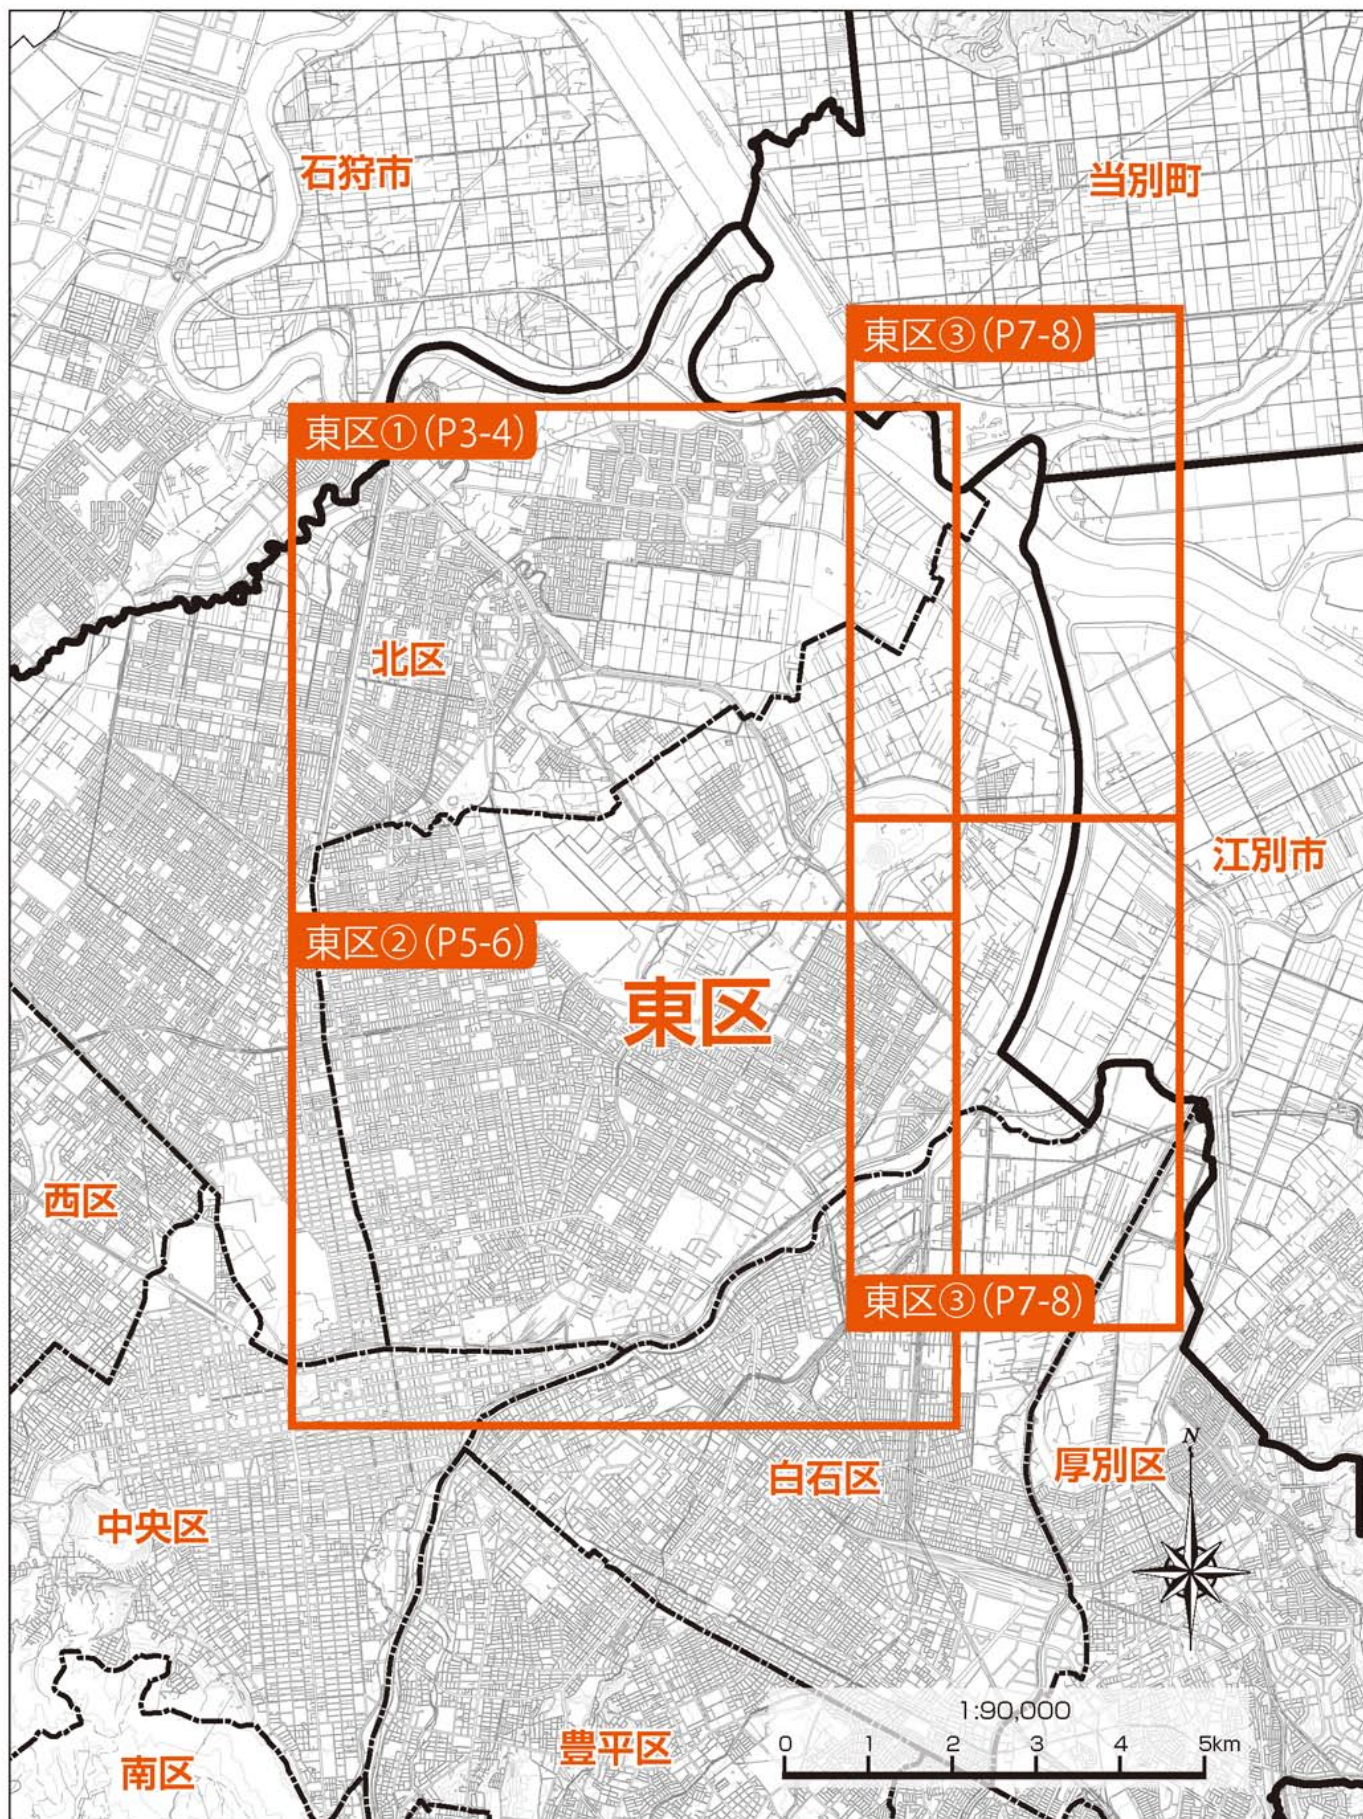 石狩市
当別町
東区③(P7-8)
東区①(P3-4)
北区
江別市
東区②(P5-6)
東区
西区
東区③(P7-8)
厚別区
N
白石区
中央区
1:90,000
0 1 2 3 4 5km
豊平区
南区